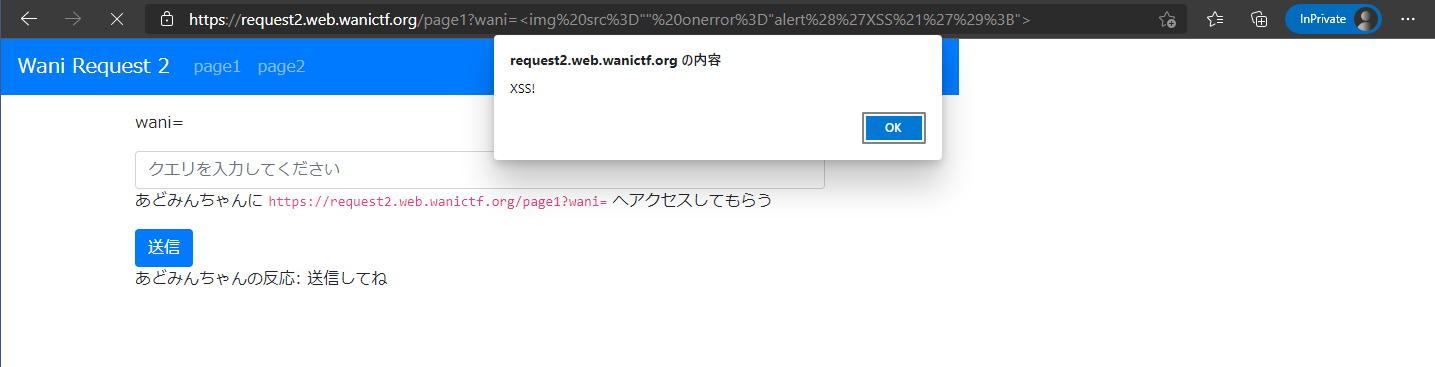 https://request2.web.wanictf.org/page1?wani=<img%20src%3D""%20onerror%3D"alert%28%27XSS%21%27%29%3B">
InPrivate
Wani Request 2 page1 page2
request2.web.wanictf.org の内容
XSS!
OK
wani=
クエリを入力してください
あどみんちゃんに https://request2.web.wanictf.org/page1?wani= へアクセスしてもらう
送信
あどみんちゃんの反応: 送信してね